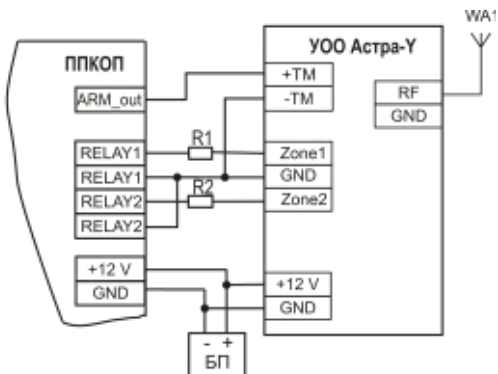 WA1
УОО Астра-Y
ППКОП
+TM
-TM
RF
GND
ARM_out
R1
RELAY1
RELAY1
RELAY2
RELAY2
R2
Zone1
GND
Zone2
+12 V
GND
+12 V
GND
- +
БП